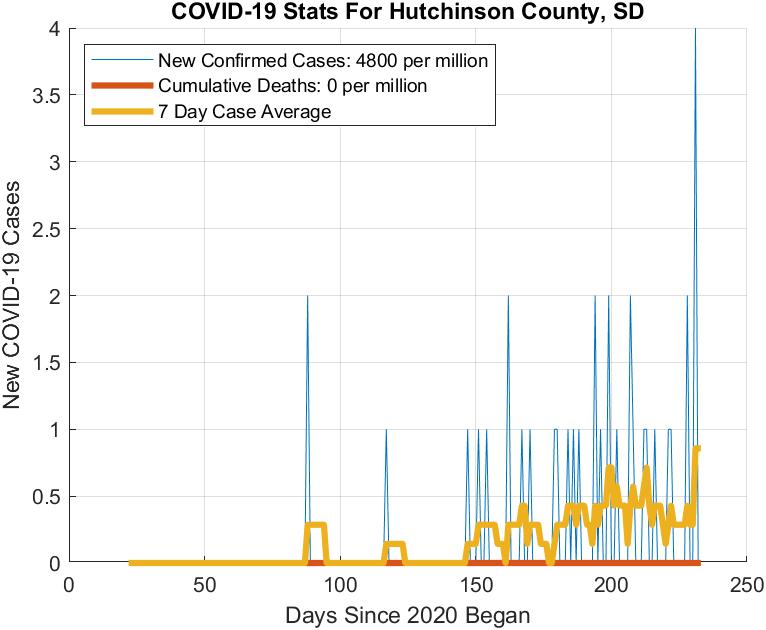 COVID-19 Stats For Hutchinson County, SD
New Confirmed Cases: 4800 per million
Cumulative Deaths: 0 per million
7 Day Case Average
New COVID-19 Cases
4
3.5
3
2.5
2
1.5
1
0.5
0
0 50 100 150 200 250
Days Since 2020 Began